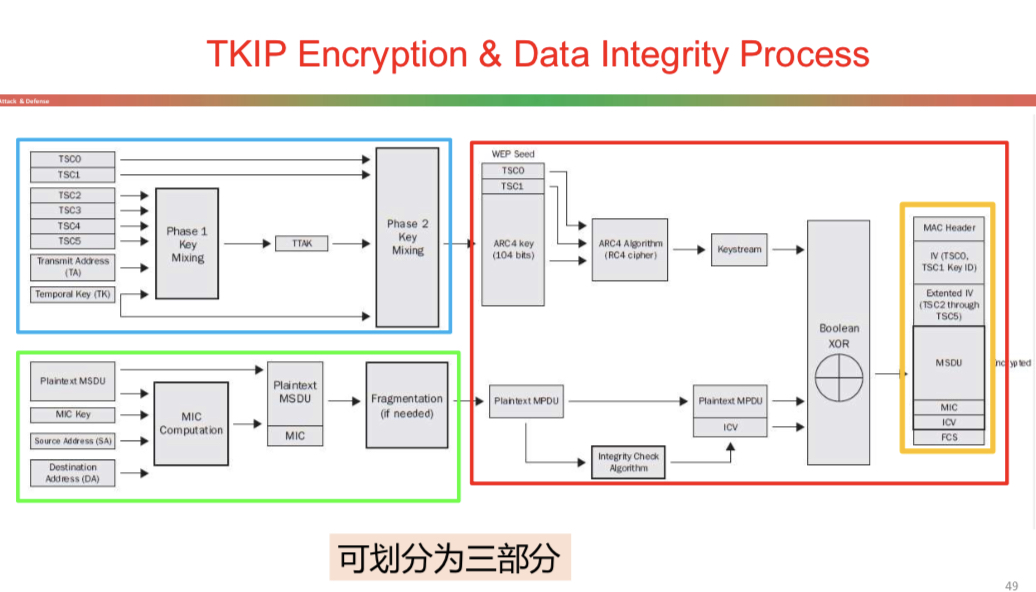 TKIP Encryption & Data Integrity Process
Attack & Defense
TSC0
TSC1
TSC2
TSC3
TSC4
TSC5
Transmit Address
(TA)
Temporal Key (TK)
Phase 1
Key
Mixing
TTAK
Phase 2
Key
Mixing
WEP Seed
TSC0
TSC1
ARC4 key
(104 bits)
ARC4 Algorithm
(RC4 cipher)
Keystream
Boolean
XOR
MAC Header
IV (TSC0,
TSC1 Key ID)
Extented IV
(TSC2 through
TSC5)
MSDU
MIC
ICV
FCS
Plaintext MSDU
MIC Key
Source Address (SA)
Destination
Address (DA)
MIC
Computation
Plaintext
MSDU
MIC
Fragmentation
(if needed)
Plaintext MPDU
Integrity Check
Algorithm
Plaintext MPDU
ICV
可划分为三部分
49